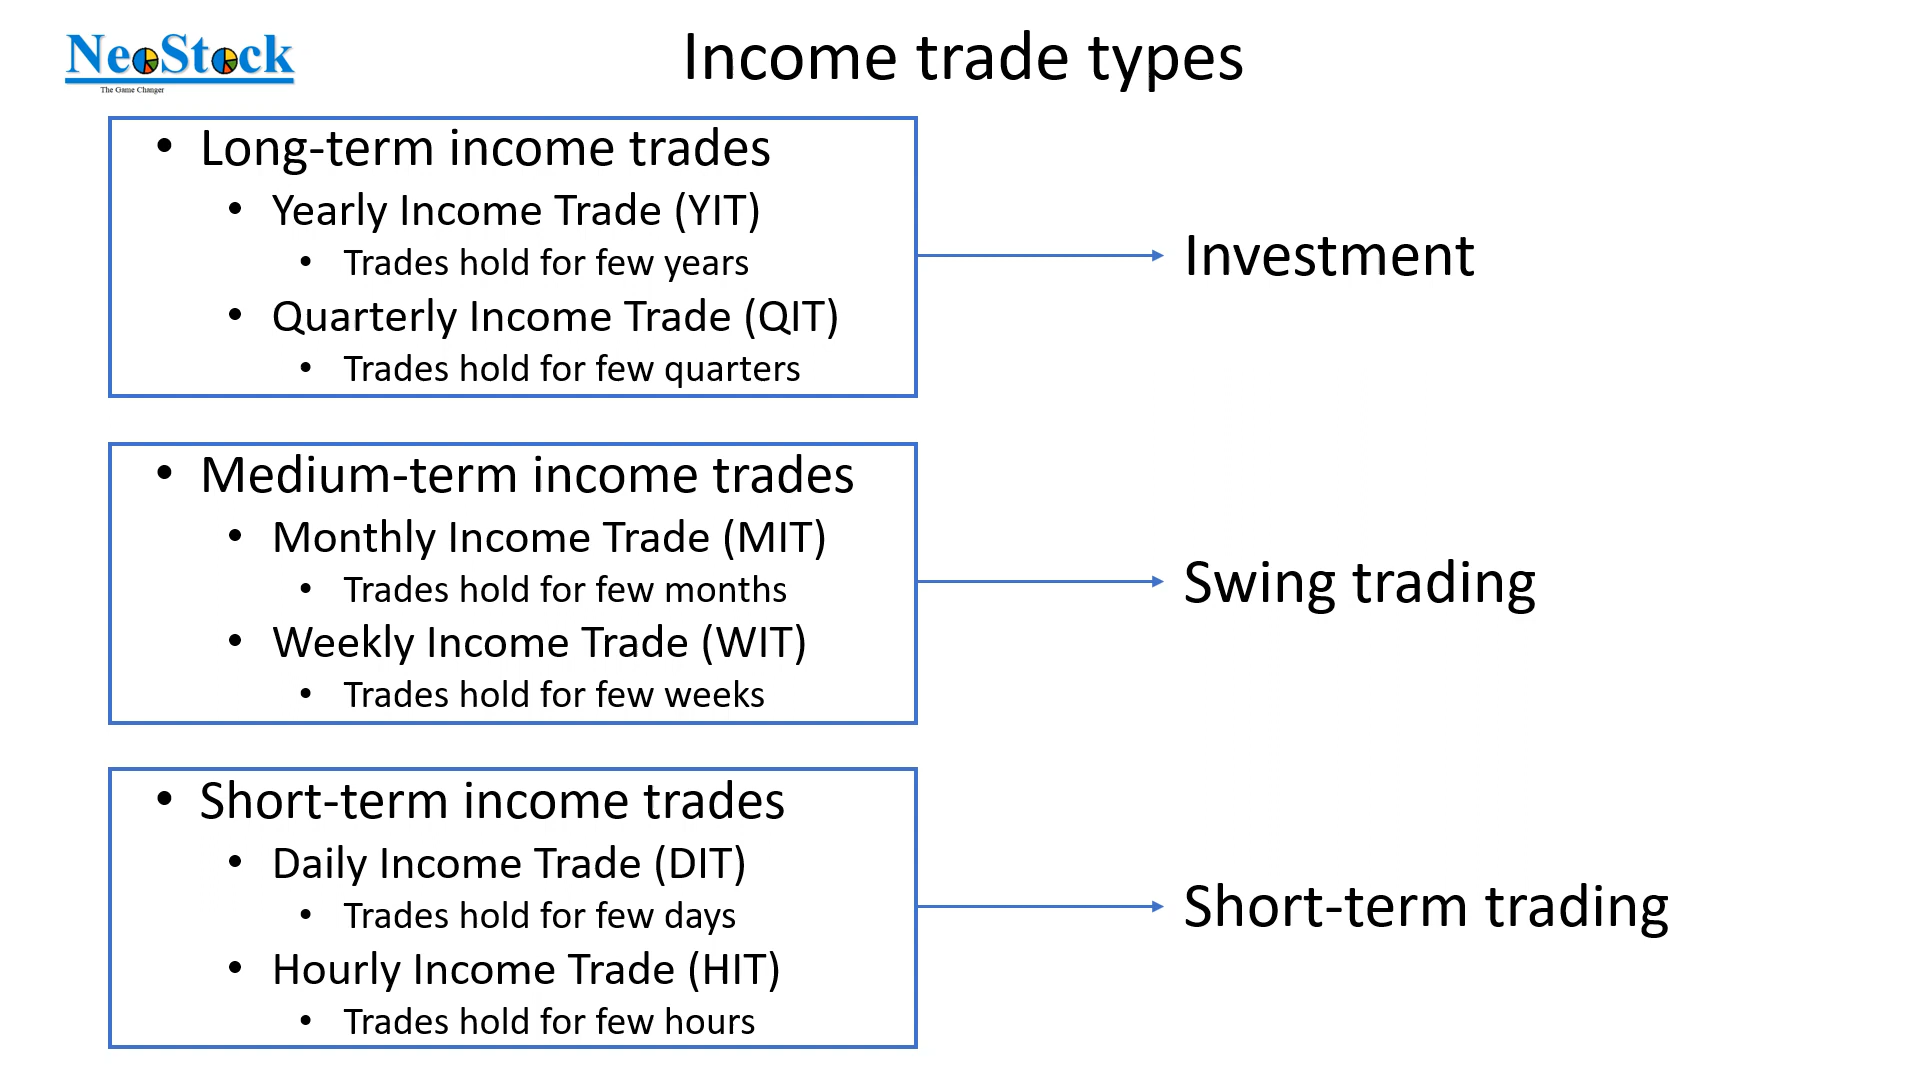 NeoStock
The Game Changer
Income trade types
• Long-term income trades
• Yearly Income Trade (YIT)
• Trades hold for few years
• Quarterly Income Trade (QIT)
• Trades hold for few quarters
Investment
• Medium-term income trades
• Monthly Income Trade (MIT)
• Trades hold for few months
• Weekly Income Trade (WIT)
• Trades hold for few weeks
Swing trading
• Short-term income trades
• Daily Income Trade (DIT)
• Trades hold for few days
• Hourly Income Trade (HIT)
• Trades hold for few hours
Short-term trading